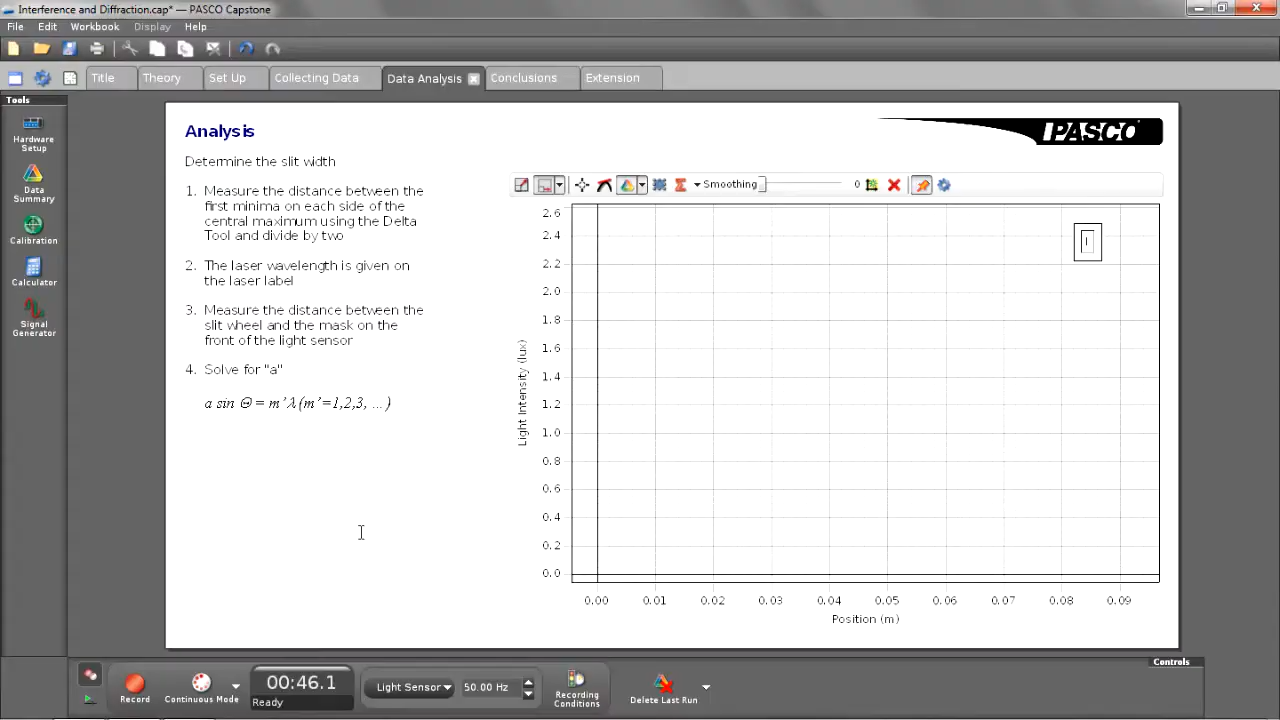 Interference and Diffraction.cap* — PASCO Capstone
File Edit Workbook Display Help
Title Theory Set Up Collecting Data Data Analysis Conclusions Extension
Tools
Hardware
Setup
Data
Summary
Calibration
Calculator
Signal
Generator
Analysis
PASCO
Determine the slit width
1. Measure the distance between the
first minima on each side of the
central maximum using the Delta
Tool and divide by two
2. The laser wavelength is given on
the laser label
3. Measure the distance between the
slit wheel and the mask on the
front of the light sensor
4. Solve for "a"
a sin Θ = m’λ(m’=1,2,3, ...)
Smoothing 0
2.6
2.4
2.2
2.0
1.8
1.6
1.4
1.2
1.0
0.8
0.6
0.4
0.2
0.0
Light Intensity (lux)
0.00 0.01 0.02 0.03 0.04 0.05 0.06 0.07 0.08 0.09
Position (m)
Controls
Record
Continuous Mode
00:46.1
Ready
Light Sensor 50.00 Hz
Recording
Conditions
Delete Last Run